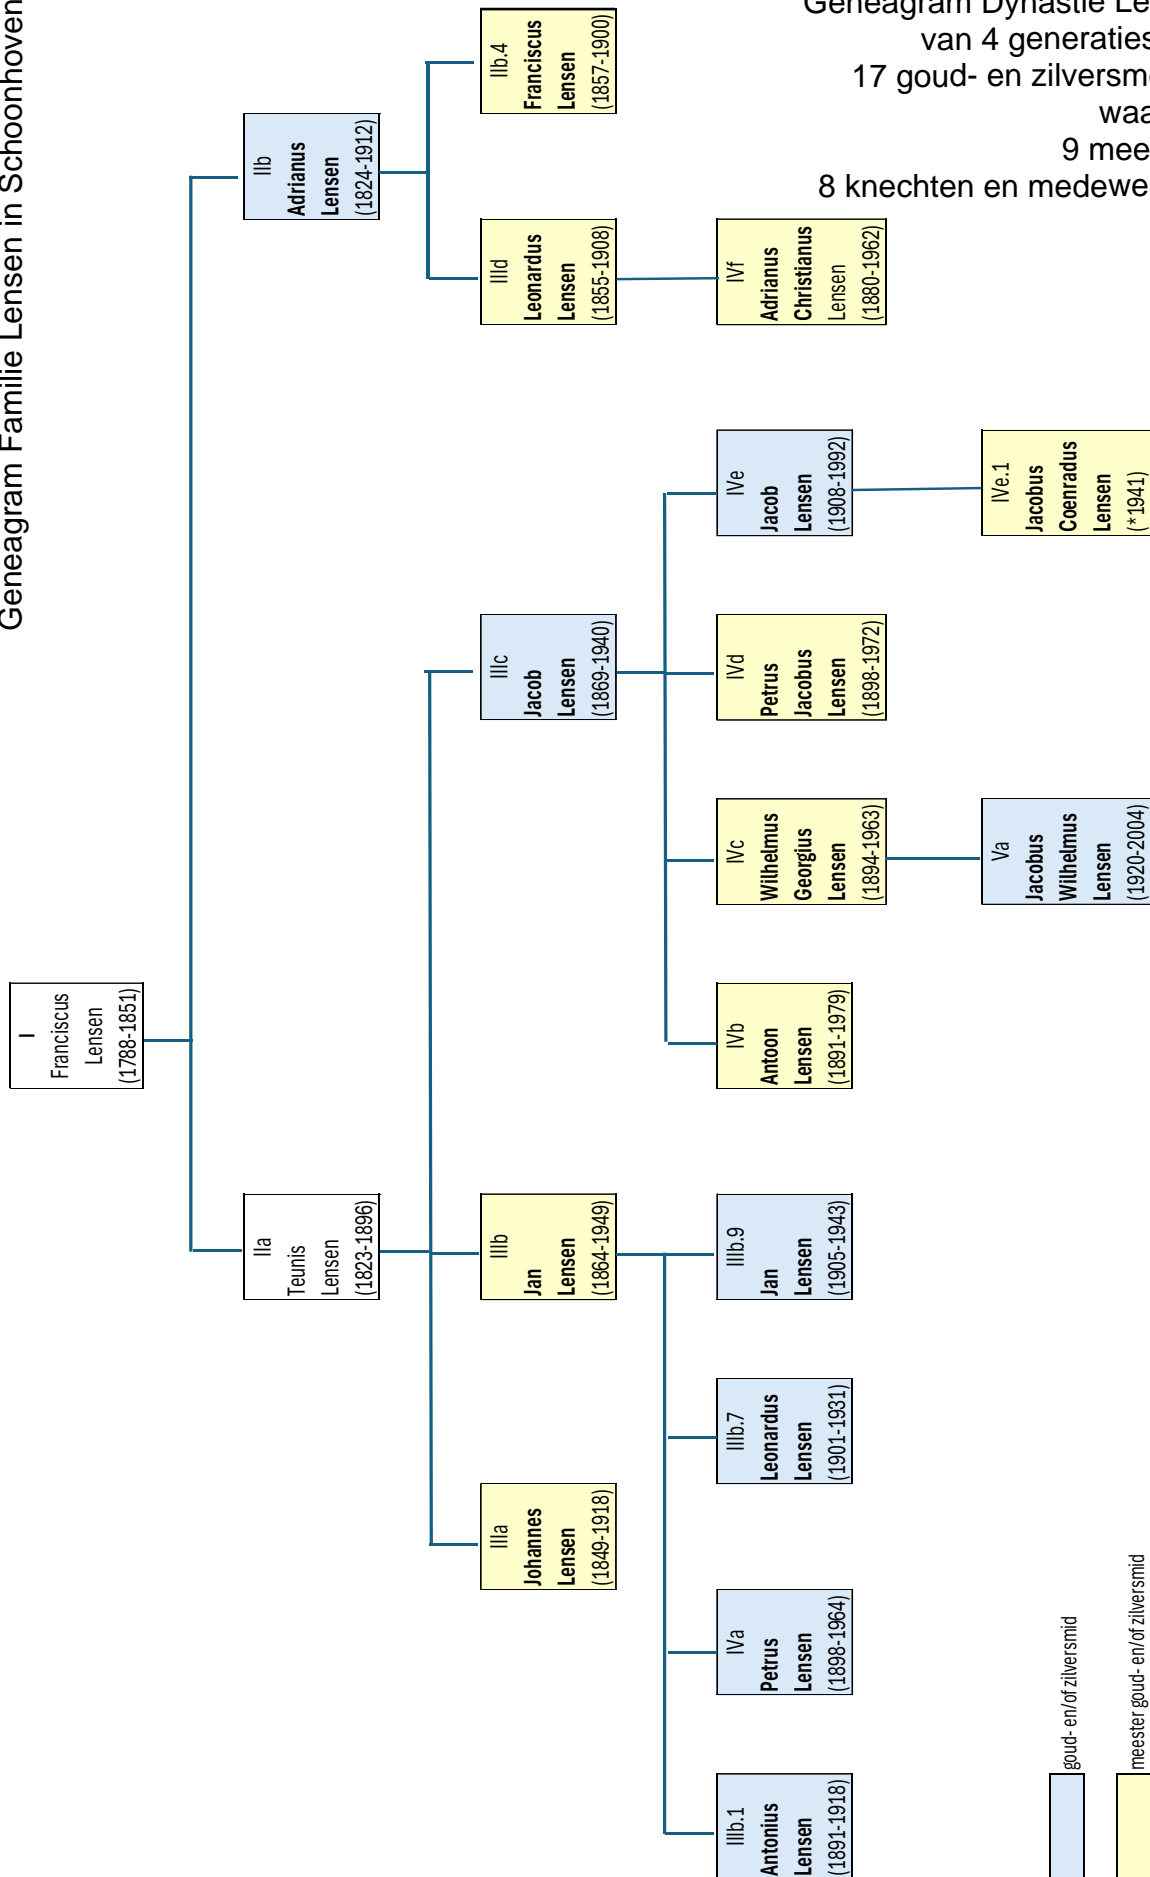 Geneagram Familie Lensen in Schoonhoven
van 4 generaties
17 goud- en zilversm
9
8 knechten en
I
Franciscus
Lensen
(1788-1851)
IIa
Teunis
Lensen
(1823-1896)
IIb
Adrianus
Lensen
(1824-1912)
IIIa
Johannes
Lensen
(1849-1918)
IIIb
Jan
Lensen
(1864-1949)
IIIc
Jacob
Lensen
(1869-1940)
IIId
Leonardus
Lensen
(1855-1908)
IIb.4
Franciscus
Lensen
(1857-1900)
IIIb.1
Antonius
Lensen
(1891-1918)
IVa
Petrus
Lensen
(1898-1964)
IIIb.7
Leonardus
Lensen
(1901-1931)
IIIb.9
Jan
Lensen
(1905-1943)
IVb
Antoon
Lensen
(1891-1979)
IVc
Wilhelmus
Georgius
Lensen
(1894-1963)
IVd
Petrus
Jacobus
Lensen
(1898-1972)
IVe
Jacob
Lensen
(1908-1992)
IVf
Adrianus
Christianus
Lensen
(1880-1962)
Va
Jacobus
Wilhelmus
Lensen
(1920-2004)
IVe.1
Jacobus
Coenradus
Lensen
(*1941)
goud- en/of zilversmid
meester goud- en/of zilversmid